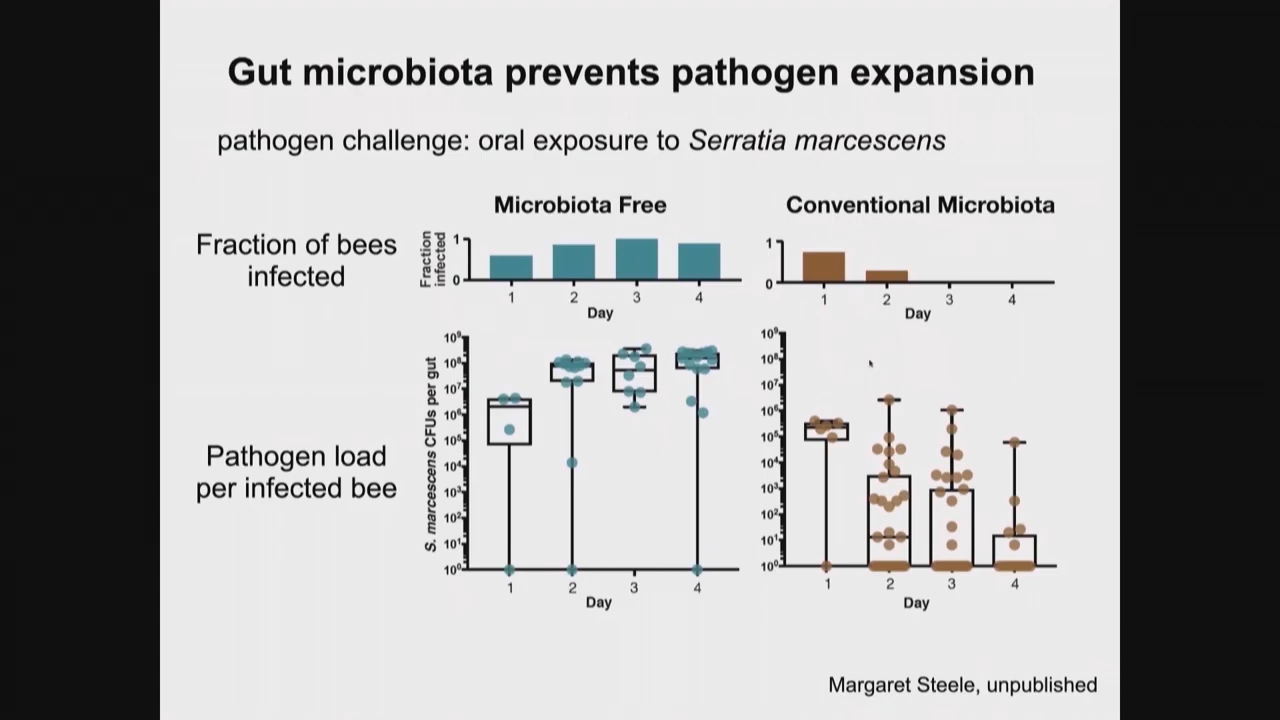 Gut microbiota prevents pathogen expansion
pathogen challenge: oral exposure to Serratia marcescens
Microbiota Free
Conventional Microbiota
Fraction of bees
infected
Fraction
infected
1
0
1 2 3 4
Day
1
0
1 2 3 4
Day
Pathogen load
per infected bee
S. marcescens CFUs per gut
10⁹
10⁸
10⁷
10⁶
10⁵
10⁴
10³
10²
10¹
10⁰
1 2 3 4
Day
10⁹
10⁸
10⁷
10⁶
10⁵
10⁴
10³
10²
10¹
10⁰
1 2 3 4
Day
Margaret Steele, unpublished